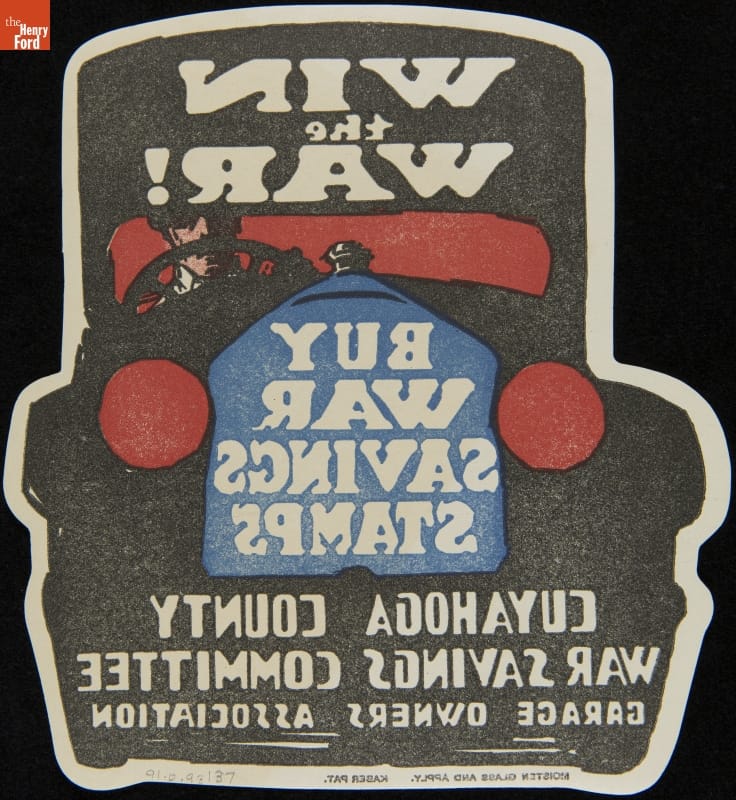 the
Henry
Ford
WIN
the
WAR!
BUY
WAR
SAVINGS
STAMPS
CUYAHOGA COUNTY
WAR SAVINGS COMMITTEE
GARAGE OWNERS ASSOCIATION
MOISTEN GLASS AND APPLY. KASER PAT.